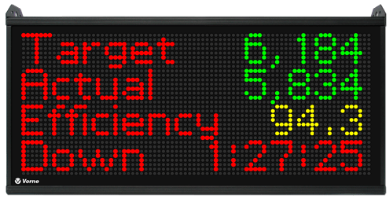 Target 6,184
Actual 5,834
Efficiency 94.3
Down 1:27:25
Vorne